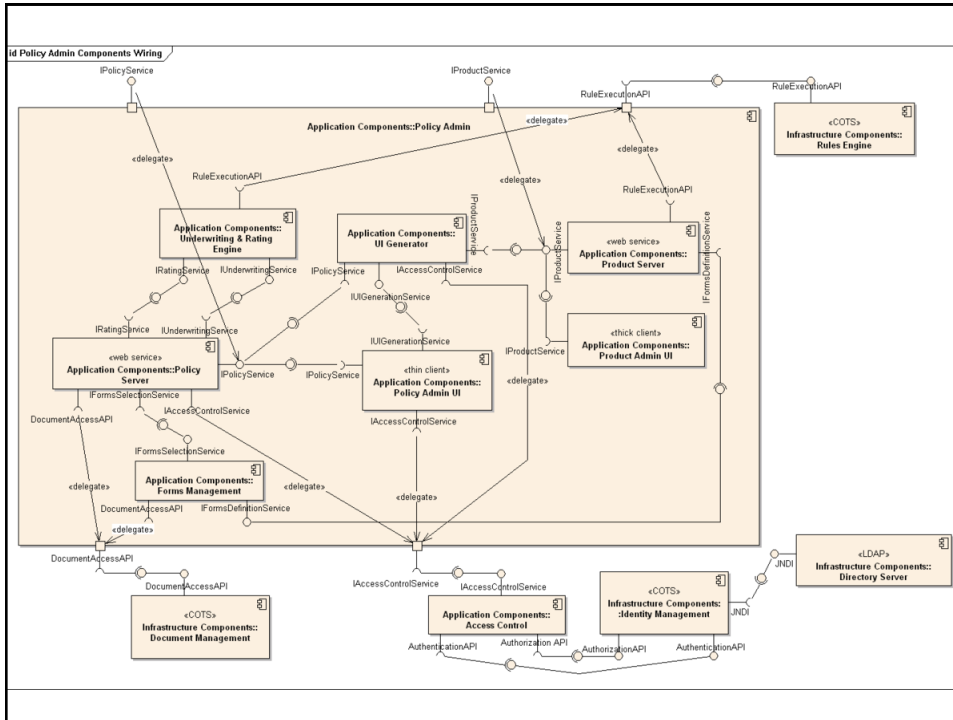 id Policy Admin Components Wiring
IPolicyService
IProductService
RuleExecutionAPI
RuleExecutionAPI
«COTS»
Infrastructure Components::
Rules Engine
Application Components::Policy Admin
«delegate»
«delegate»
«delegate»
«delegate»
RuleExecutionAPI
RuleExecutionAPI
Application Components::
Underwriting & Rating
Engine
Application Components::
UI Generator
IProductService
IProductService
«web service»
Application Components::
Product Server
IFormsDefinitionService
IRatingService
IUnderwritingService
IPolicyService
IAccessControlService
IUIGenerationService
IRatingService
IUnderwritingService
IUIGenerationService
IProductService
«thick client»
Application Components::
Product Admin UI
«web service»
Application Components::Policy
Server
IPolicyService
IPolicyService
«thin client»
Application Components::
Policy Admin UI
«delegate»
IFormsSelectionService
DocumentAccessAPI
IAccessControlService
IAccessControlService
IFormsSelectionService
Application Components::
Forms Management
«delegate»
«delegate»
«delegate»
DocumentAccessAPI
IFormsDefinitionService
«delegate»
DocumentAccessAPI
DocumentAccessAPI
«COTS»
Infrastructure Components::
Document Management
IAccessControlService
IAccessControlService
Application Components::
Access Control
AuthenticationAPI
Authorization API
AuthorizationAPI
AuthenticationAPI
«COTS»
Infrastructure Components:
:Identity Management
JNDI
JNDI
«LDAP»
Infrastructure Components::
Directory Server